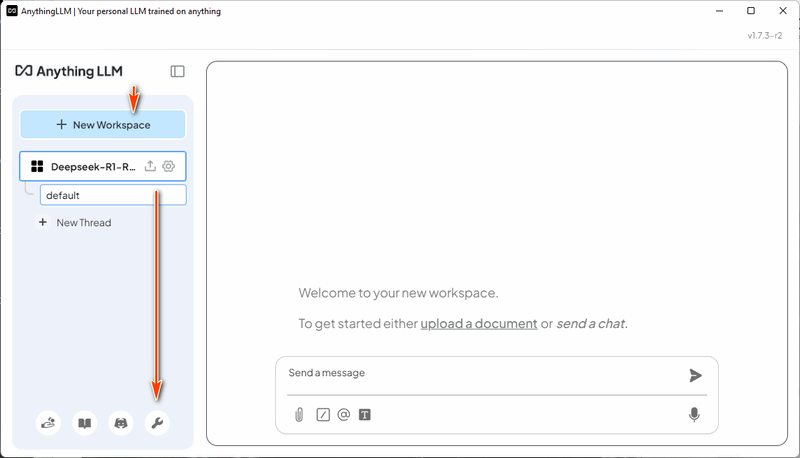 AnythingLLM | Your personal LLM trained on anything
v1.7.3-r2
Anything LLM
+ New Workspace
Deepseek-R1-R...
default
+ New Thread
Welcome to your new workspace.
To get started either upload a document or send a chat.
Send a message